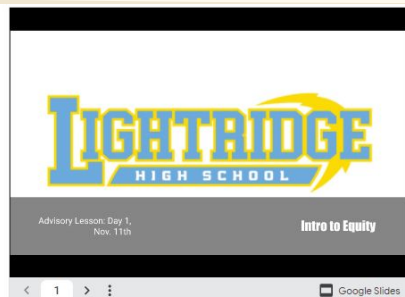 LIGHTRIDGE
HIGH SCHOOL
Advisory Lesson: Day 1,
Nov. 11th
Intro to Equity
1
Google Slides